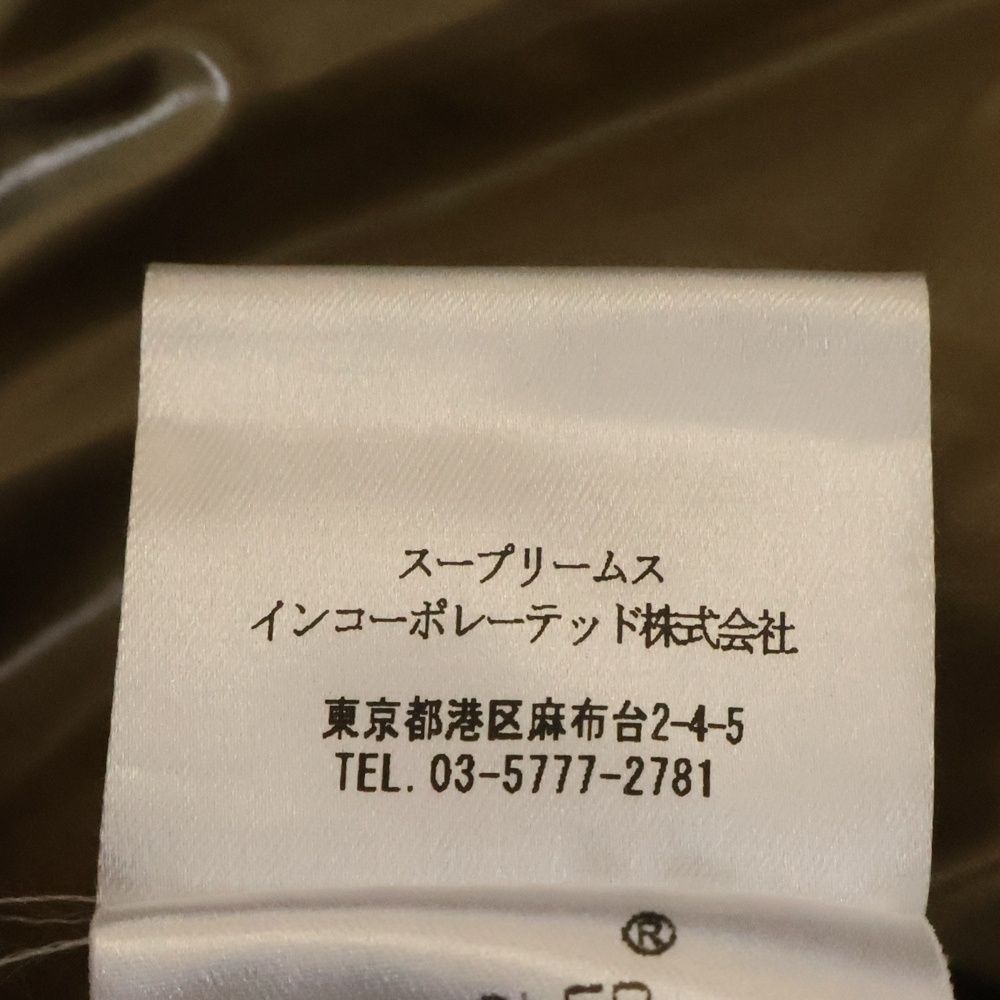 スープリームス
インコーポレーテッド株式会社
東京都港区麻布台2-4-5
TEL. 03-5777-2781
®